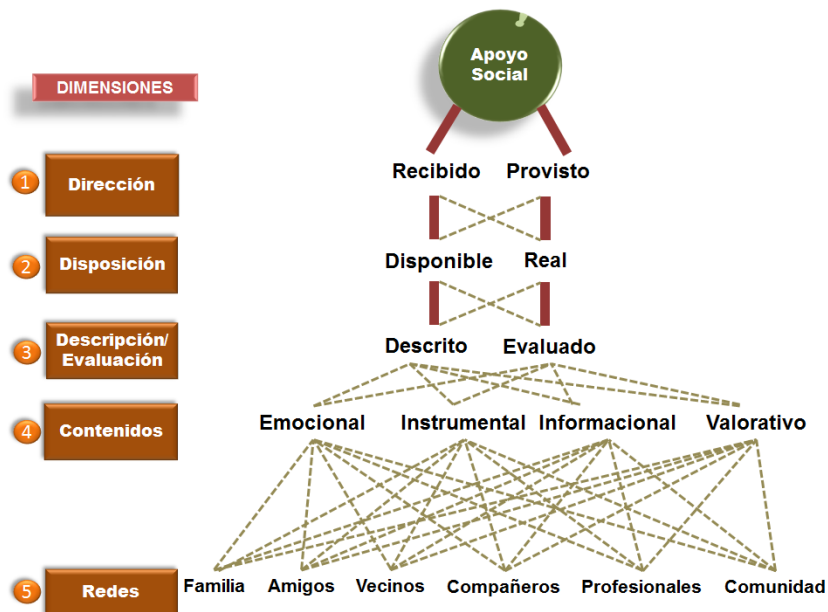 Apoyo
Social
DIMENSIONES
1 Dirección
Recibido Provisto
2 Disposición
Disponible Real
3 Descripción/
Evaluación
Descrito Evaluado
4 Contenidos
Emocional Instrumental Informacional Valorativo
5 Redes
Familia Amigos Vecinos Compañeros Profesionales Comunidad